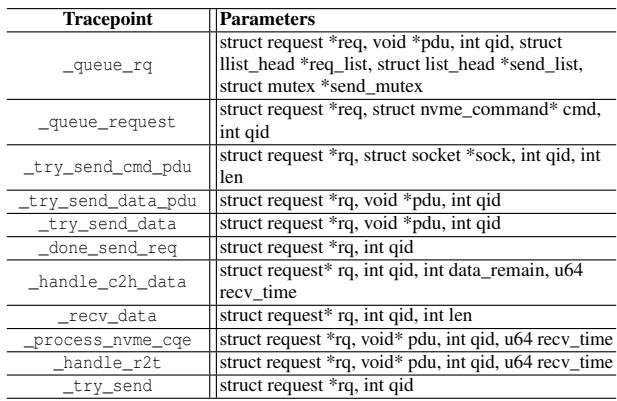 Tracepoint Parameters
_queue_rq struct request *req, void *pdu, int qid, struct
llist_head *req_list, struct list_head *send_list,
struct mutex *send_mutex
_queue_request struct request *req, struct nvme_command* cmd,
int qid
_try_send_cmd_pdu struct request *rq, struct socket *sock, int qid, int
len
_try_send_data_pdu struct request *rq, void *pdu, int qid
_try_send_data struct request *rq, void *pdu, int qid
_done_send_req struct request *rq, int qid
_handle_c2h_data struct request* rq, int qid, int data_remain, u64
recv_time
_recv_data struct request* rq, int qid, int len
_process_nvme_cqe struct request *rq, void* pdu, int qid, u64 recv_time
_handle_r2t struct request *rq, void* pdu, int qid, u64 recv_time
_try_send struct request *rq, int qid